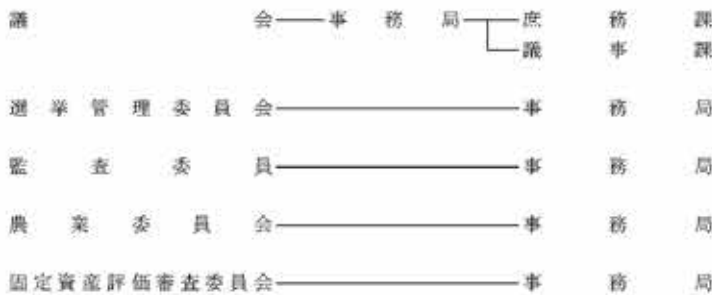 議会 事務局 庶務課
議事課
選挙管理委員会 事務局
監査委員 事務局
農業委員会 事務局
固定資産評価審査委員会 事務局